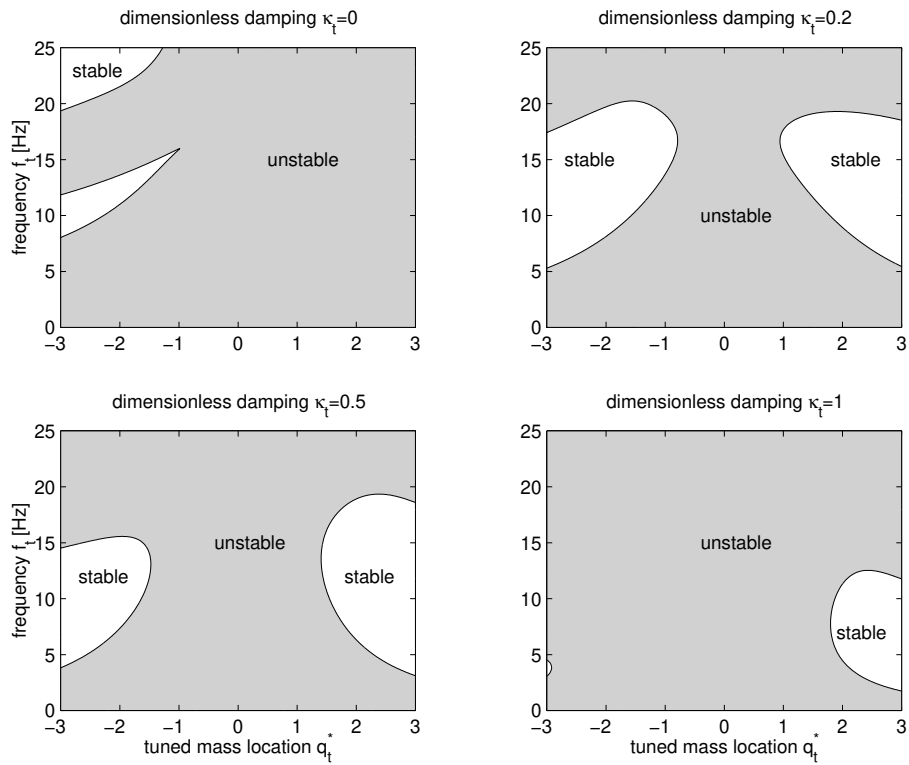 dimensionless damping κt=0
25
20
15
10
5
0
frequency ft [Hz]
stable
unstable
−3 −2 −1 0 1 2 3
dimensionless damping κt=0.2
25
20
15
10
5
0
stable
stable
unstable
−3 −2 −1 0 1 2 3
dimensionless damping κt=0.5
25
20
15
10
5
0
frequency ft [Hz]
unstable
stable
stable
−3 −2 −1 0 1 2 3
tuned mass location qt*
dimensionless damping κt=1
25
20
15
10
5
0
unstable
stable
−3 −2 −1 0 1 2 3
tuned mass location qt*